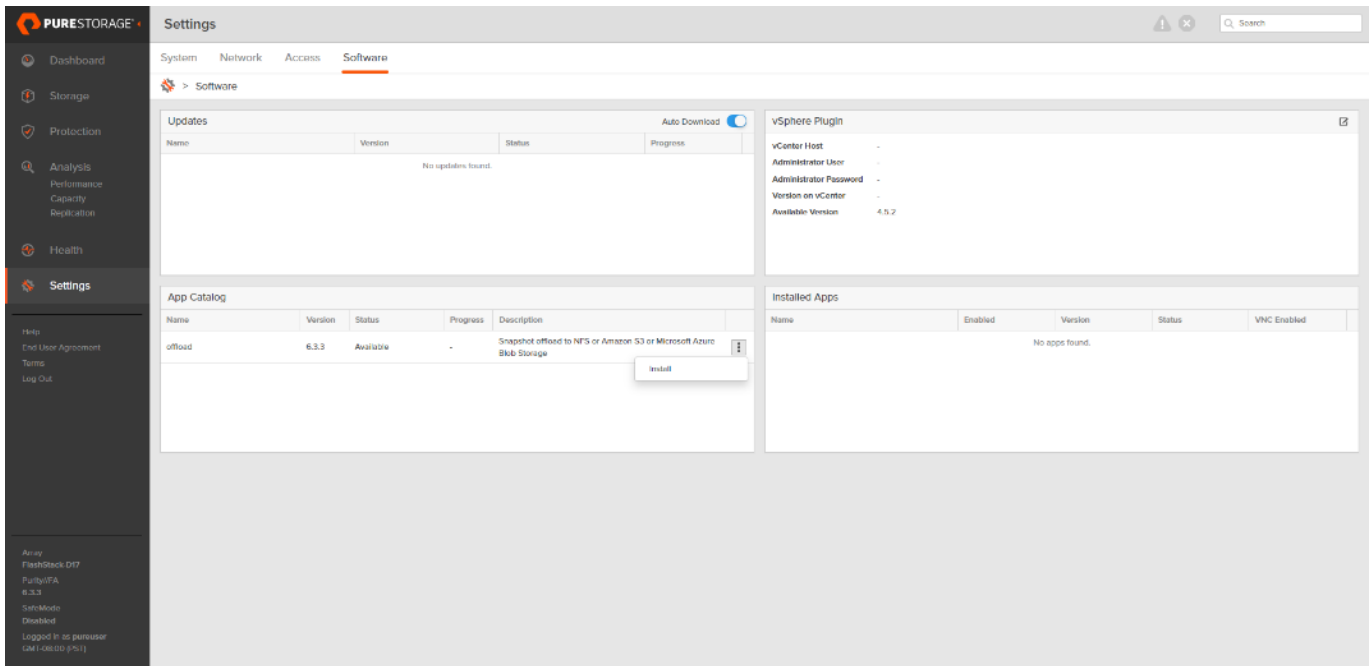 PURESTORAGE
Settings
Search
Dashboard
Storage
Protection
Analysis
Performance
Capacity
Replication
Health
Settings
Help
End User Agreement
Terms
Log Out
Array
FlashStack-D17
Purity//FA
6.3.3
SafeMode
Disabled
Logged in as pureuser
GMT-08:00 (PST)
System Network Access Software
> Software
Updates Auto Download
Name Version Status Progress
No updates found.
vSphere Plugin
vCenter Host -
Administrator User -
Administrator Password -
Version on vCenter -
Available Version 4.5.2
App Catalog
Name Version Status Progress Description
offload 6.3.3 Available - Snapshot offload to NFS or Amazon S3 or Microsoft Azure
Blob Storage
Install
Installed Apps
Name Enabled Version Status VNC Enabled
No apps found.